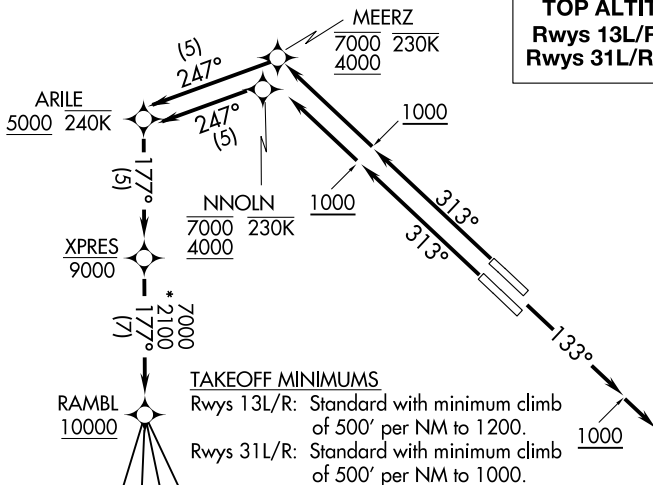 TOP ALTIT
Rwys 13L/R
Rwys 31L/R
MEERZ
7000 230K
4000
(5)
247°
ARILE
5000 240K
247°
(5)
1000
1000
NNOLN
7000 230K
4000
313°
313°
177°
(5)
XPRES
9000
7000
*2100
177°
(7)
133°
1000
RAMBL
10000
TAKEOFF MINIMUMS
Rwys 13L/R: Standard with minimum climb
of 500' per NM to 1200.
Rwys 31L/R: Standard with minimum climb
of 500' per NM to 1000.